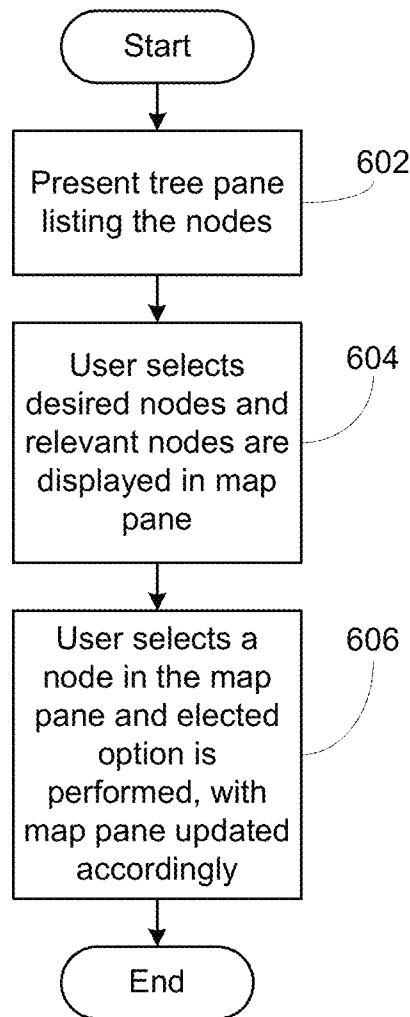 Start
Present tree pane
listing the nodes
602
User selects
desired nodes and
relevant nodes are
displayed in map
pane
604
User selects a
node in the map
pane and elected
option is
performed, with
map pane updated
accordingly
606
End